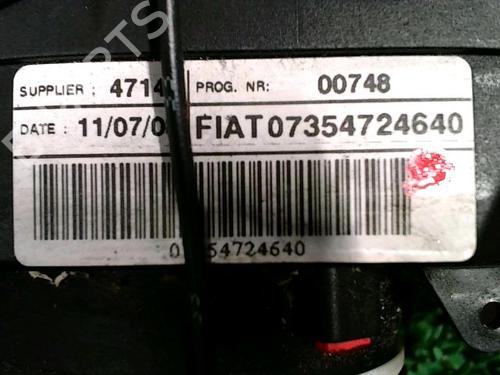 SUPPLIER : 4714 PROG. NR: 00748
DATE : 11/07/0 FIAT 07354724640
54724640